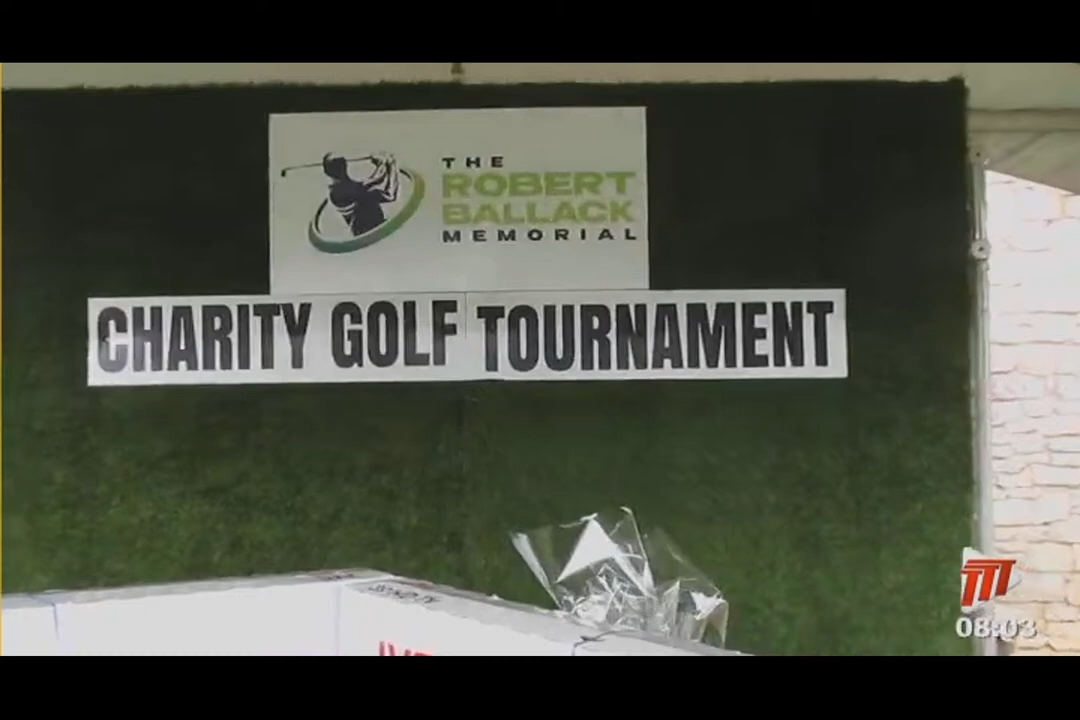 THE
ROBERT
BALLACK
MEMORIAL
CHARITY GOLF TOURNAMENT
TTT
08:03